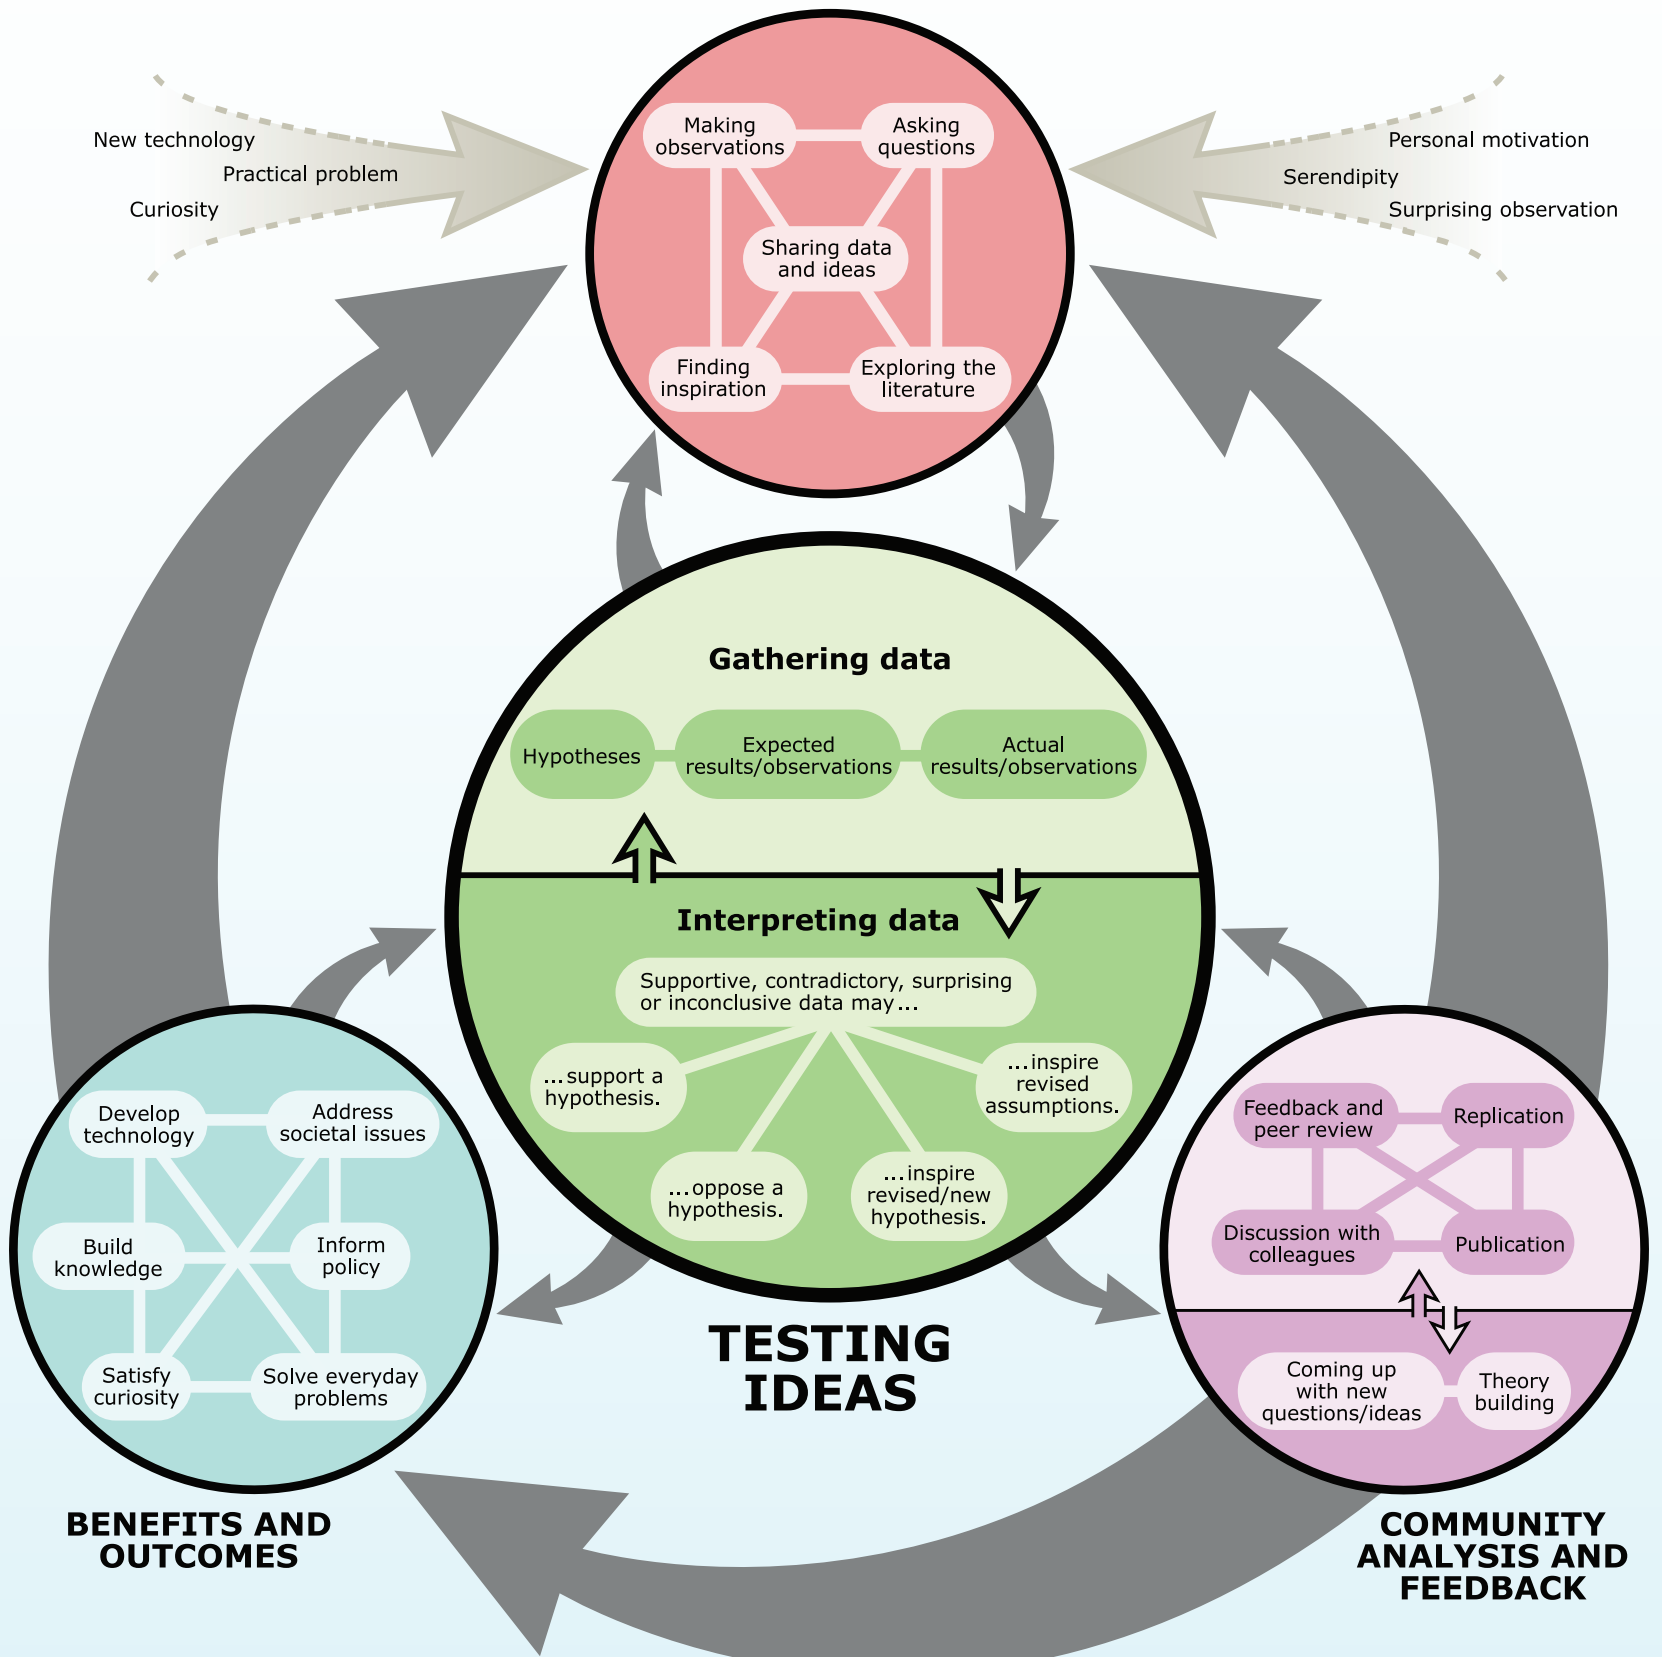 New technology
Practical problem
Curiosity
Personal motivation
Serendipity
Surprising observation
Making
observations
Asking
questions
Sharing data
and ideas
Finding
inspiration
Exploring the
literature
Gathering data
Hypotheses
Expected
results/observations
Actual
results/observations
Interpreting data
Supportive, contradictory, surprising
or inconclusive data may...
...support a
hypothesis.
...oppose a
hypothesis.
...inspire
revised/new
hypothesis.
...inspire
revised
assumptions.
TESTING
IDEAS
Develop
technology
Address
societal issues
Build
knowledge
Inform
policy
Satisfy
curiosity
Solve everyday
problems
BENEFITS AND
OUTCOMES
Feedback and
peer review
Replication
Discussion with
colleagues
Publication
Coming up
with new
questions/ideas
Theory
building
COMMUNITY
ANALYSIS AND
FEEDBACK